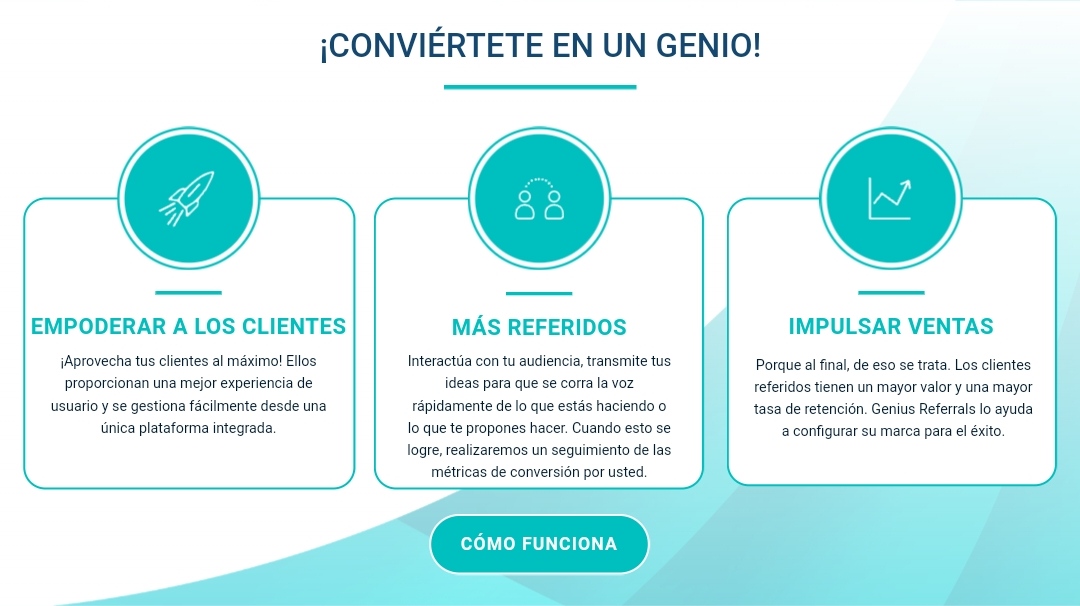 ¡CONVIÉRTETE EN UN GENIO!
EMPODERAR A LOS CLIENTES
¡Aprovecha tus clientes al máximo! Ellos
proporcionan una mejor experiencia de
usuario y se gestiona fácilmente desde una
única plataforma integrada.
MÁS REFERIDOS
Interactúa con tu audiencia, transmite tus
ideas para que se corra la voz
rápidamente de lo que estás haciendo o
lo que te propones hacer. Cuando esto se
logre, realizaremos un seguimiento de las
métricas de conversión por usted.
IMPULSAR VENTAS
Porque al final, de eso se trata. Los clientes
referidos tienen un mayor valor y una mayor
tasa de retención. Genius Referrals lo ayuda
a configurar su marca para el éxito.
CÓMO FUNCIONA